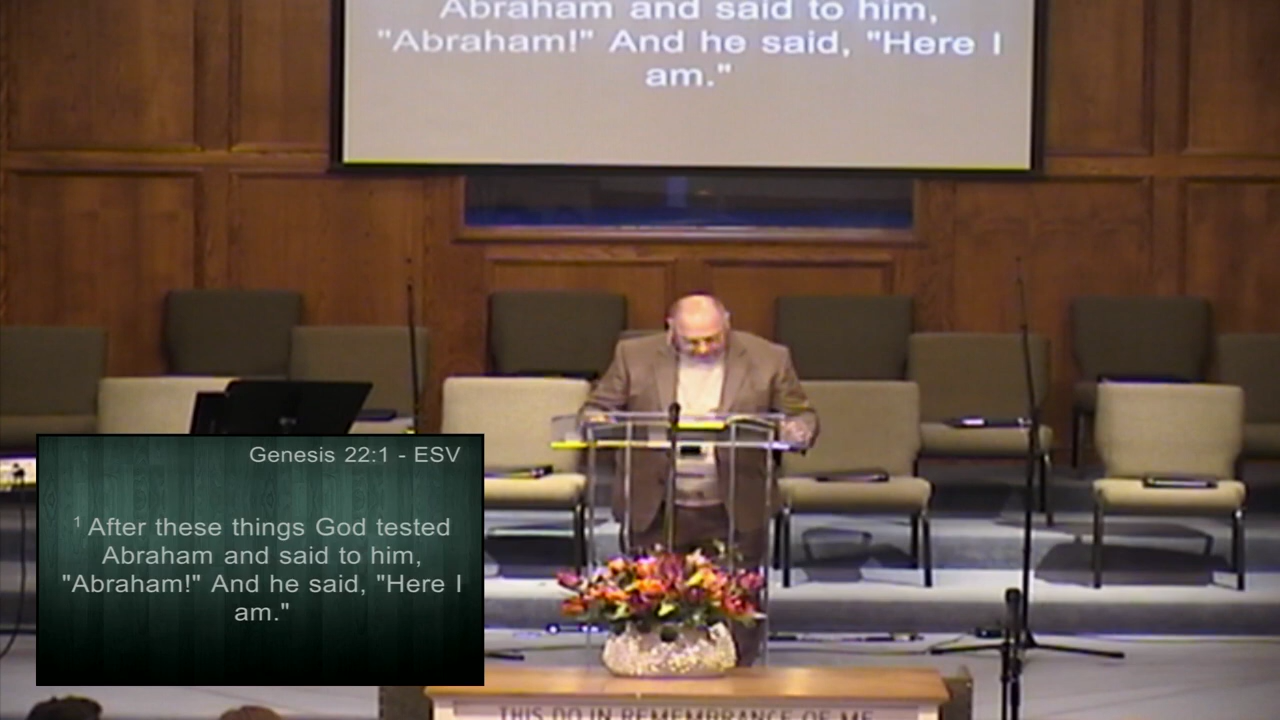 Abraham and said to him,
"Abraham!" And he said, "Here I
am."
Genesis 22:1 - ESV
1 After these things God tested
Abraham and said to him,
"Abraham!" And he said, "Here I
am."
THIS DO IN REMEMBRANCE OF ME